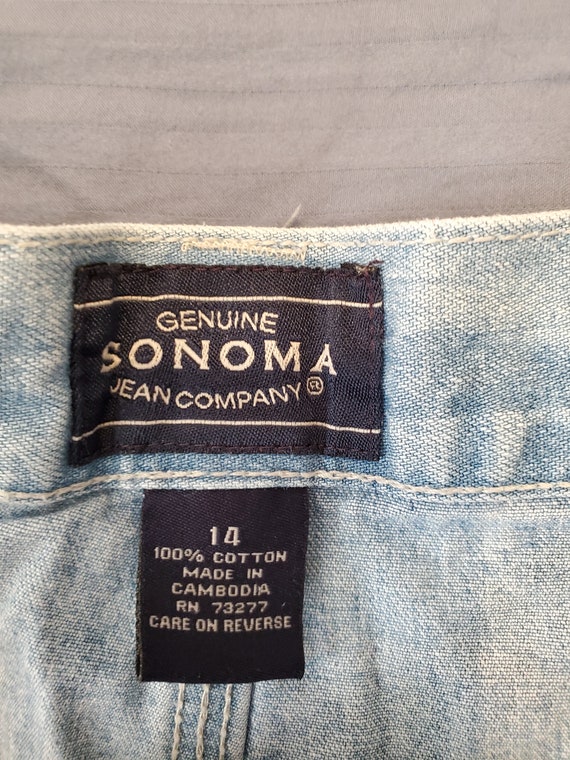 GENUINE
SONOMA
JEAN COMPANY ®
14
100% COTTON
MADE IN
CAMBODIA
RN 73277
CARE ON REVERSE